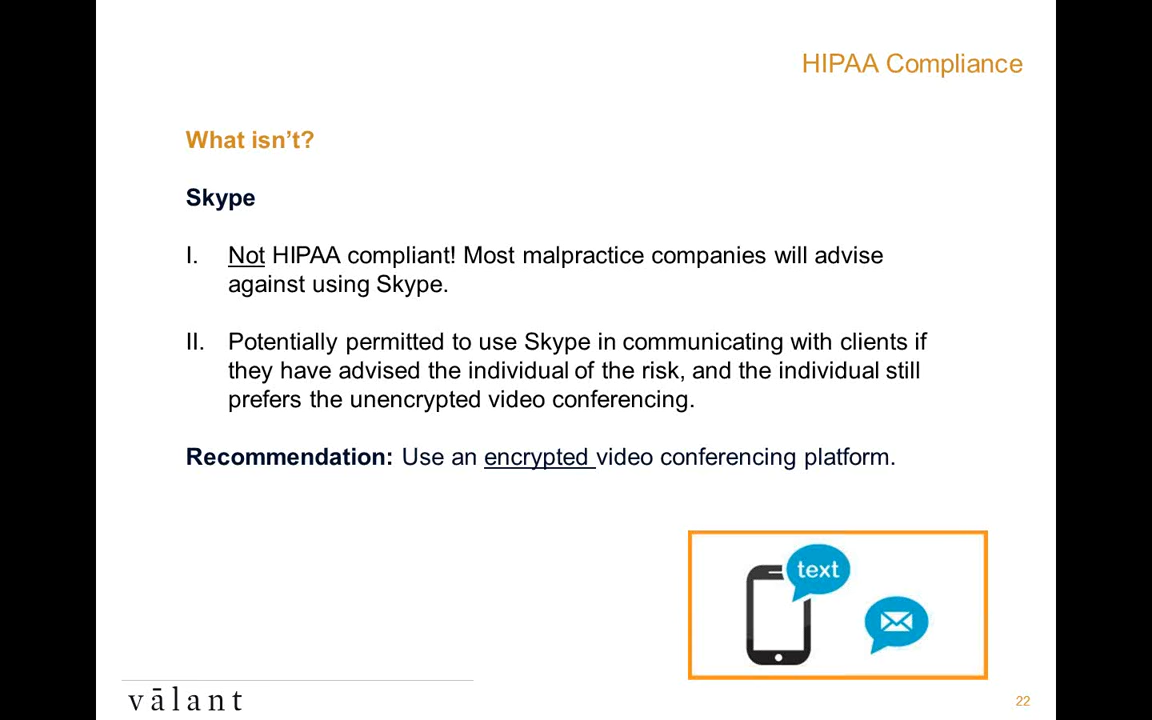 HIPAA Compliance
What isn’t?
Skype
I. Not HIPAA compliant! Most malpractice companies will advise
against using Skype.
II. Potentially permitted to use Skype in communicating with clients if
they have advised the individual of the risk, and the individual still
prefers the unencrypted video conferencing.
Recommendation: Use an encrypted video conferencing platform.
text
vālant
22